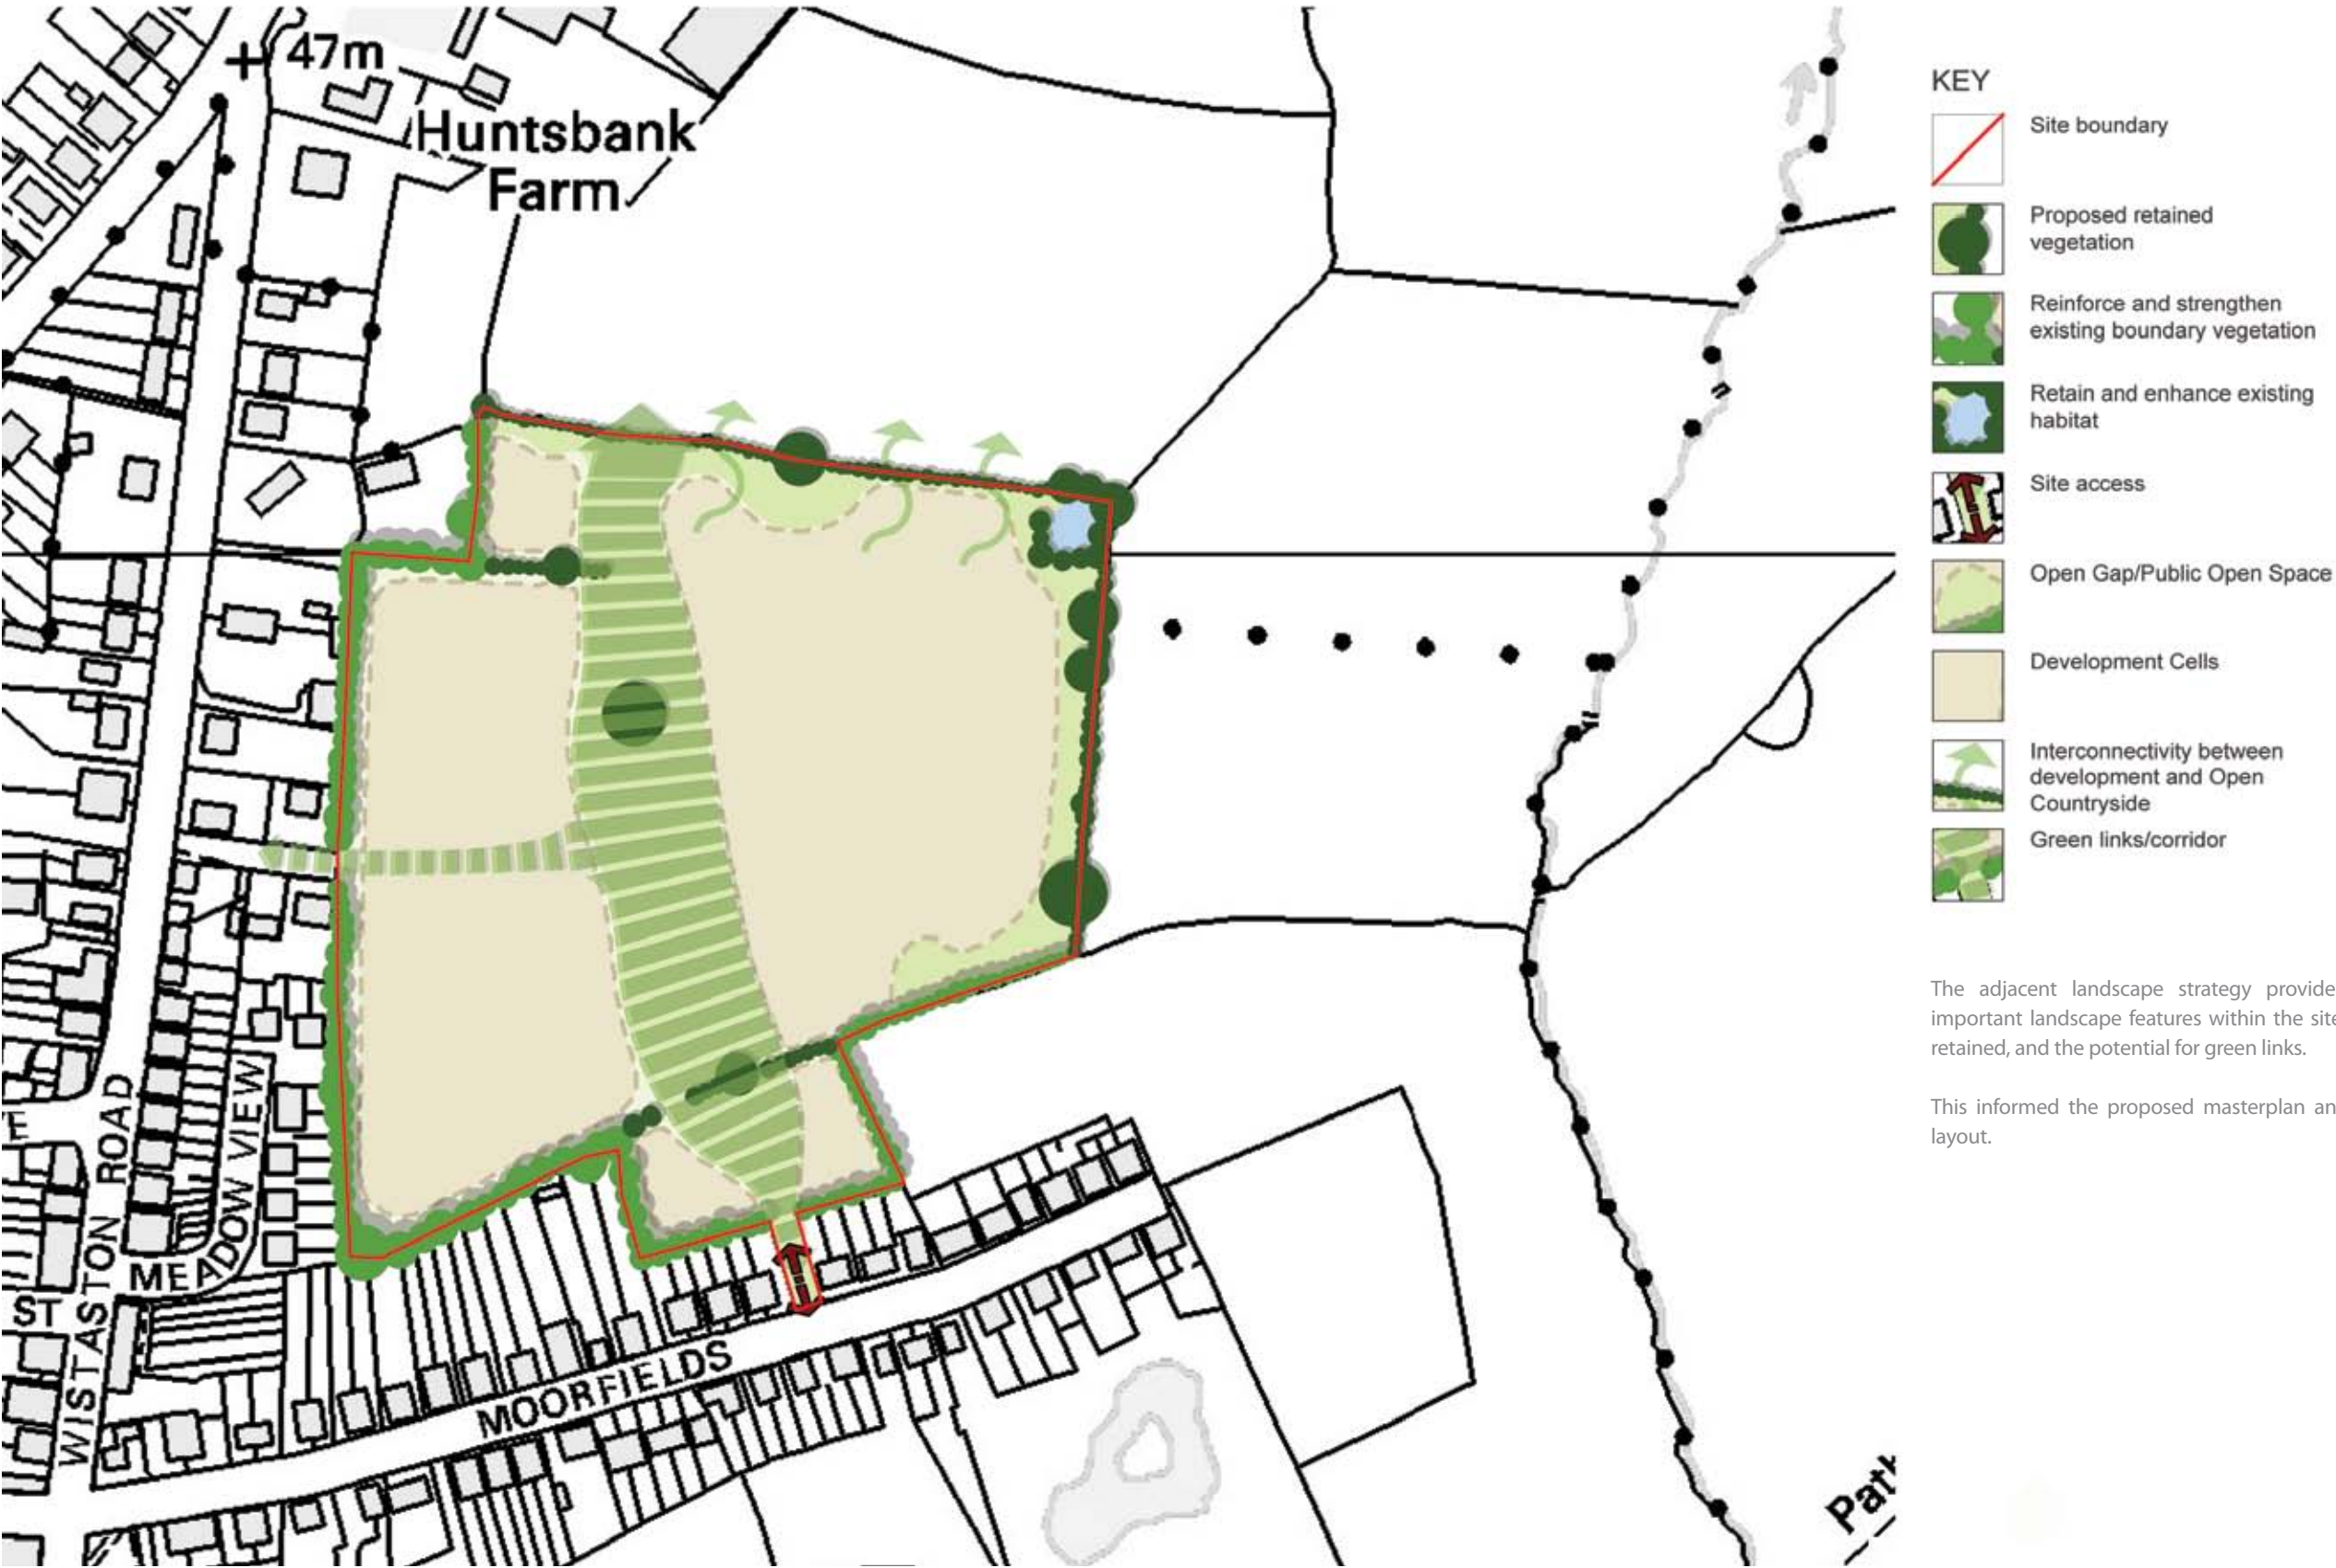 47m
Huntsbank
Farm
WISTASTON ROAD
MEADOW VIEW
ST
MOORFIELDS
KEY
Site boundary
Proposed retained
vegetation
Reinforce and strengthen
existing boundary vegetation
Retain and enhance existing
habitat
Site access
Open Gap/Public Open Space
Development Cells
Interconnectivity between
development and Open
Countryside
Green links/corridor
The adjacent landscape strategy provide
important landscape features within the site
retained, and the potential for green links.
This informed the proposed masterplan an
layout.